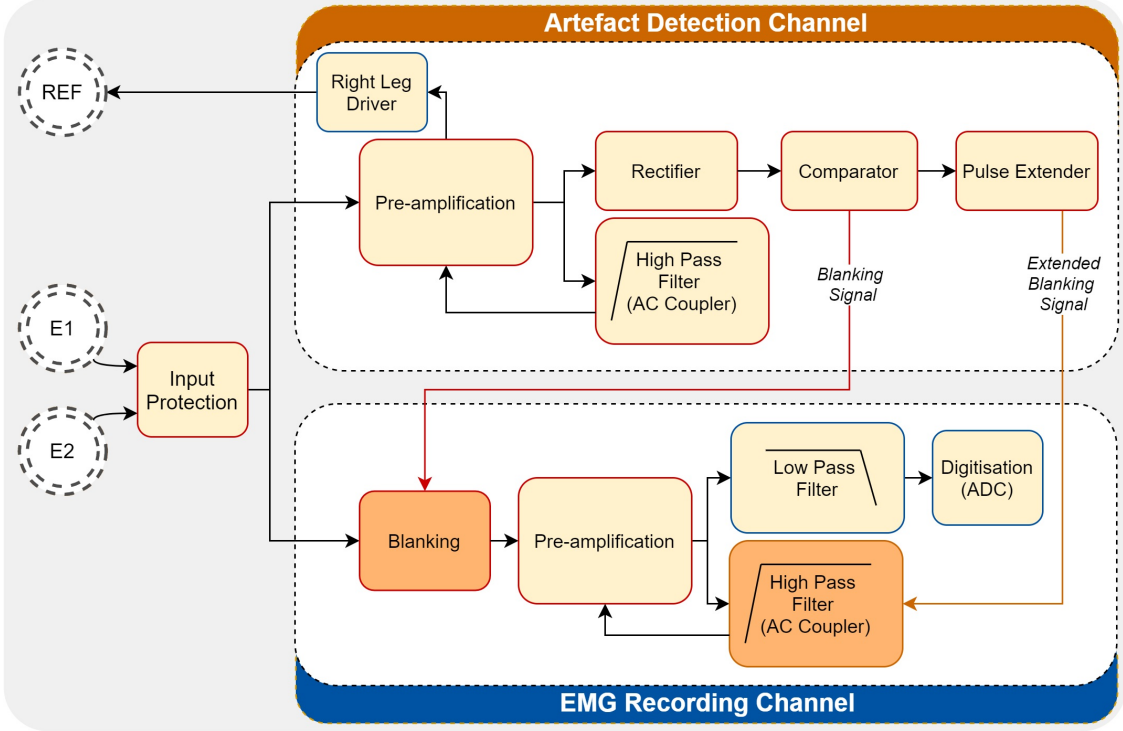 Artefact Detection Channel
REF
Right Leg
Driver
Pre-amplification
Rectifier
Comparator
Pulse Extender
High Pass
Filter
(AC Coupler)
Blanking
Signal
Extended
Blanking
Signal
E1
Input
Protection
E2
Blanking
Pre-amplification
Low Pass
Filter
Digitisation
(ADC)
High Pass
Filter
(AC Coupler)
EMG Recording Channel